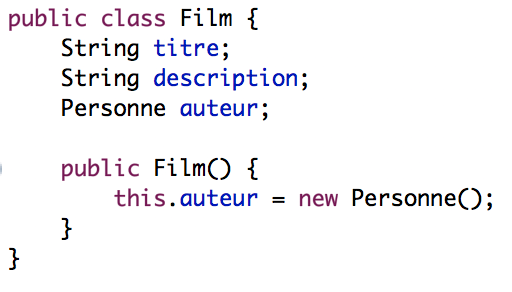 public class Film {
    String titre;
    String description;
    Personne auteur;

    public Film() {
        this.auteur = new Personne();
    }
}